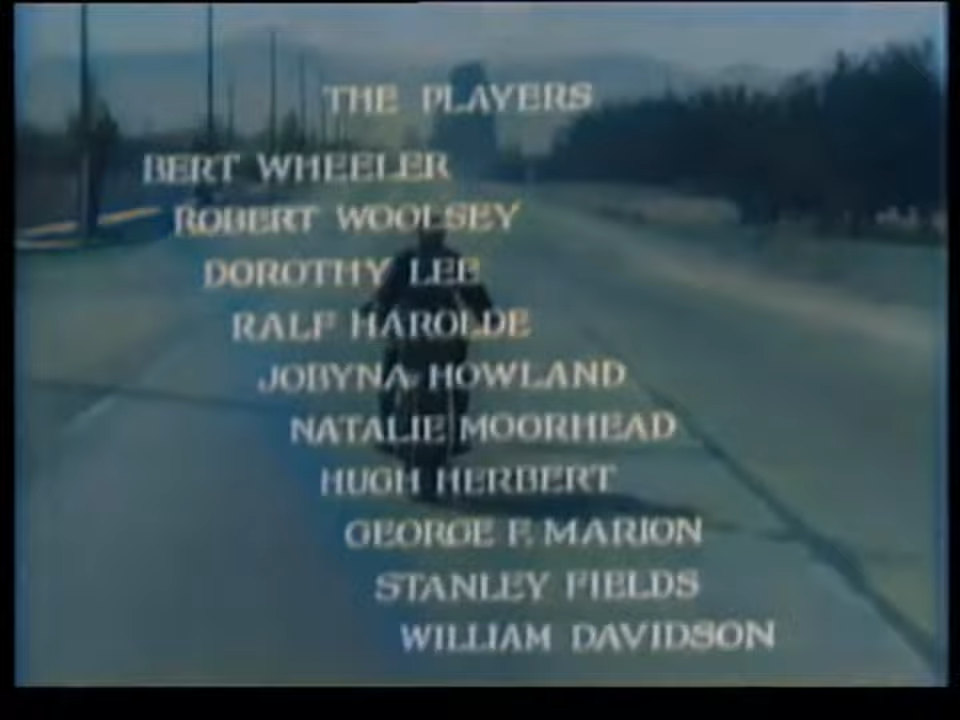 THE PLAYERS
BERT WHEELER
ROBERT WOOLSEY
DOROTHY LEE
RALF HAROLDE
JOBYNA HOWLAND
NATALIE MOORHEAD
HUGH HERBERT
GEORGE F. MARION
STANLEY FIELDS
WILLIAM DAVIDSON